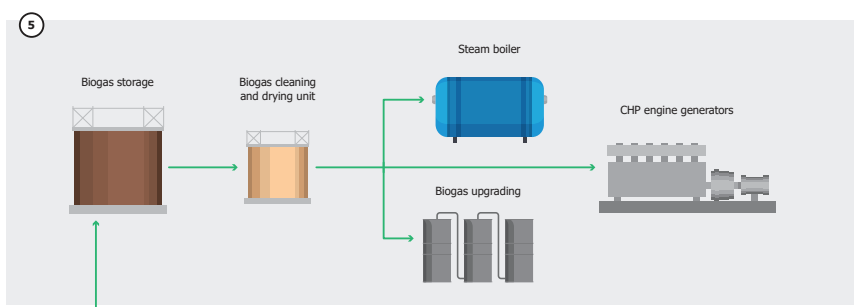 5
Steam boiler
Biogas storage
Biogas cleaning
and drying unit
CHP engine generators
Biogas upgrading